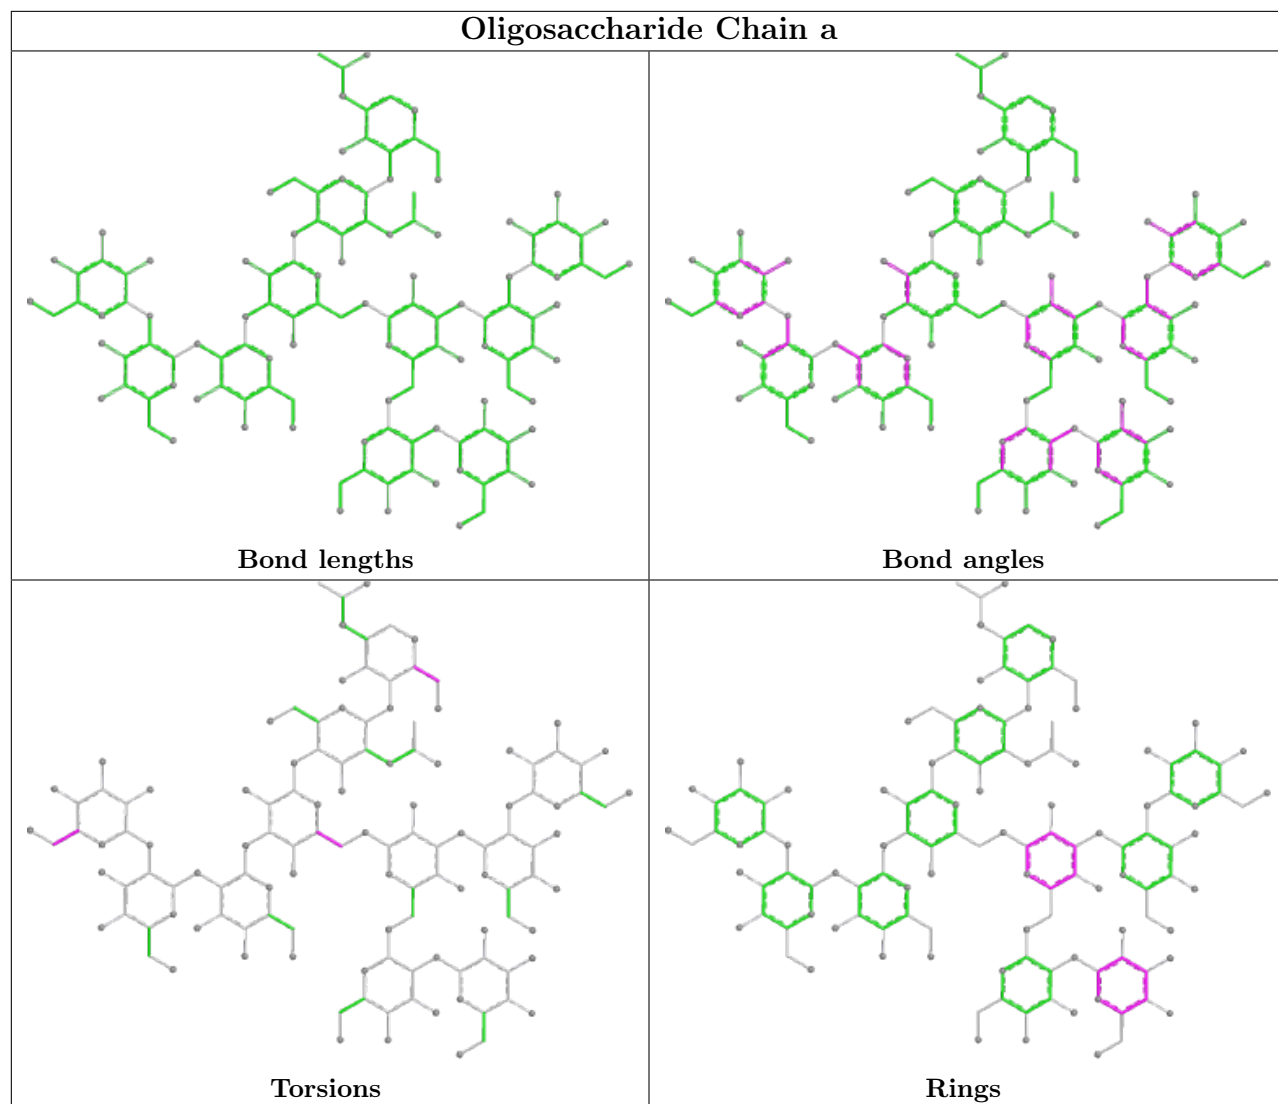 Oligosaccharide Chain a
Bond lengths
Bond angles
Torsions
Rings